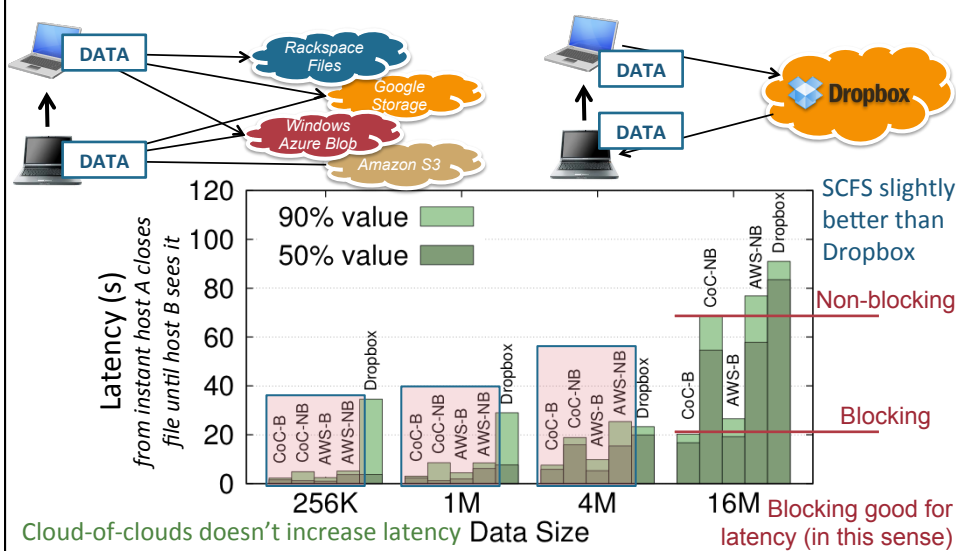 DATA
Rackspace
Files
Google
Storage
Windows
Azure Blob
DATA
Amazon S3
DATA
Dropbox
DATA
SCFS slightly
better than
Dropbox
Latency (s)
from instant host A closes
file until host B sees it
120
100
80
60
40
20
0
90% value
50% value
CoC-B
CoC-NB
AWS-B
AWS-NB
Dropbox
CoC-B
CoC-NB
AWS-B
AWS-NB
Dropbox
CoC-B
CoC-NB
AWS-B
AWS-NB
Dropbox
CoC-B
CoC-NB
AWS-B
AWS-NB
Dropbox
Non-blocking
Blocking
256K
1M
4M
16M
Data Size
Cloud-of-clouds doesn't increase latency
Blocking good for
latency (in this sense)